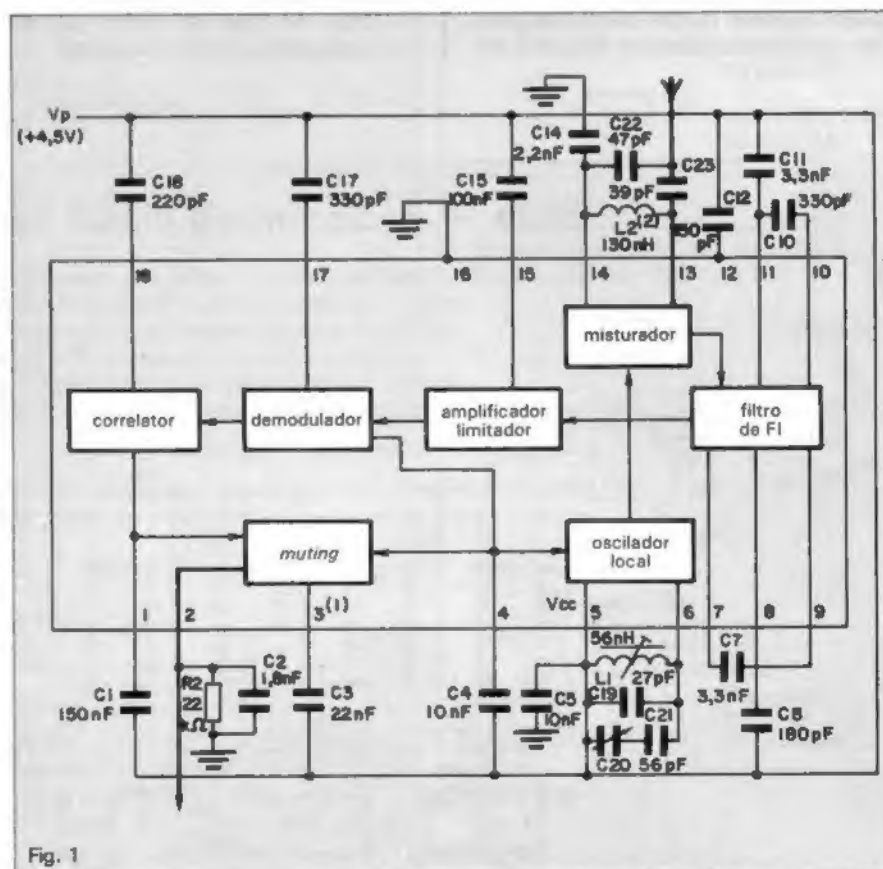 Vp
(+4,5V)
C18
220pF
C17
330pF
C15
100nF
C14
2,2nF
C22
47pF
C23
39pF
L2(2)
130nH
C12
pF
C11
3,3nF
330pF
C10
18
17
16
15
14
13
12
11
10
misturador
correlator
demodulador
amplificador
limitador
filtro
de FI
muting
oscilador
local
Vcc
1
2
3(1)
4
5
6
7
8
9
C1
150nF
R2
22
C2
1,8nF
C3
22nF
C4
10nF
C5
10nF
56nH
L1
27pF
C19
C21
C20
56pF
C7
3,3nF
180pF
Fig. 1